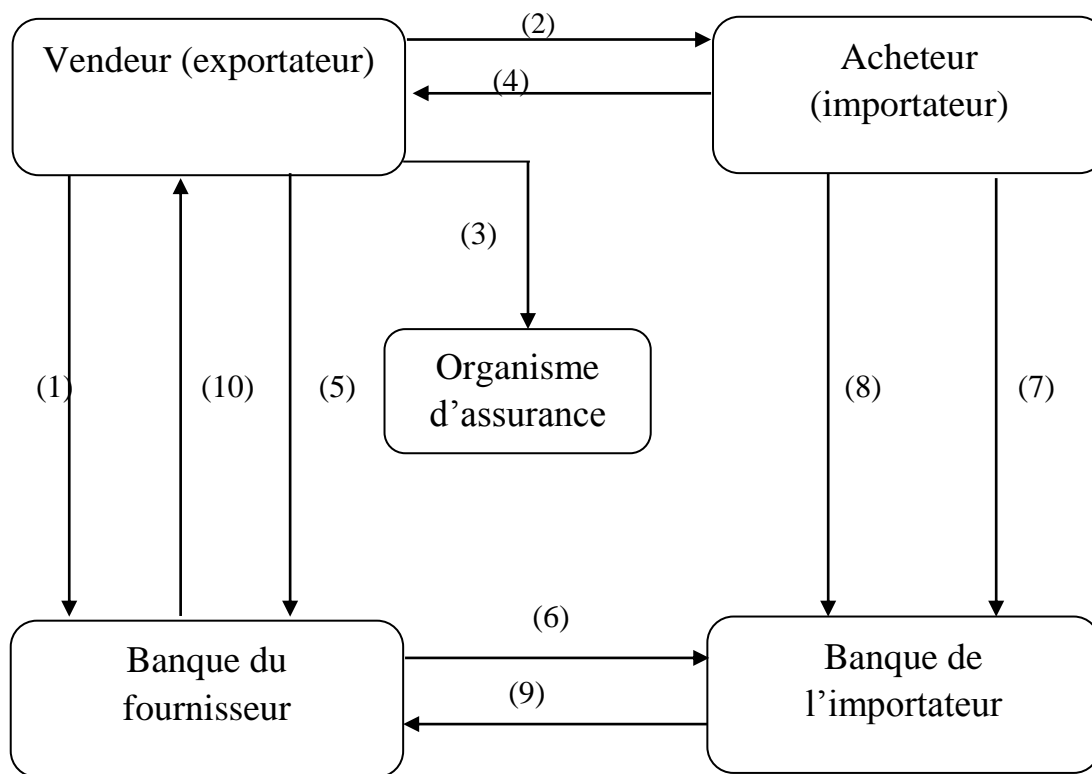 Vendeur (exportateur)
(2)
(4)
Acheteur
(importateur)
(3)
Organisme
d’assurance
(1)
(10)
(5)
(8)
(7)
Banque du
fournisseur
(6)
(9)
Banque de
l’importateur